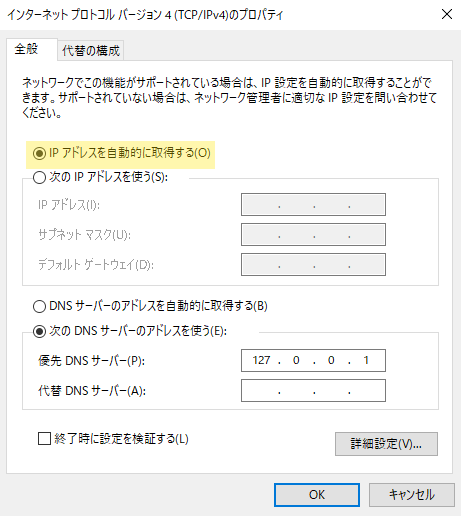 インターネット プロトコル バージョン 4 (TCP/IPv4)のプロパティ
全般
代替の構成
ネットワークでこの機能がサポートされている場合は、IP 設定を自動的に取得することがで
きます。サポートされていない場合は、ネットワーク管理者に適切な IP 設定を問い合わせて
ください。
IP アドレスを自動的に取得する(O)
次の IP アドレスを使う(S):
IP アドレス(I):
サブネット マスク(U):
デフォルト ゲートウェイ(D):
DNS サーバーのアドレスを自動的に取得する(B)
次の DNS サーバーのアドレスを使う(E):
優先 DNS サーバー(P): 127 . 0 . 0 . 1
代替 DNS サーバー(A):
終了時に設定を検証する(L)
詳細設定(V)...
OK
キャンセル